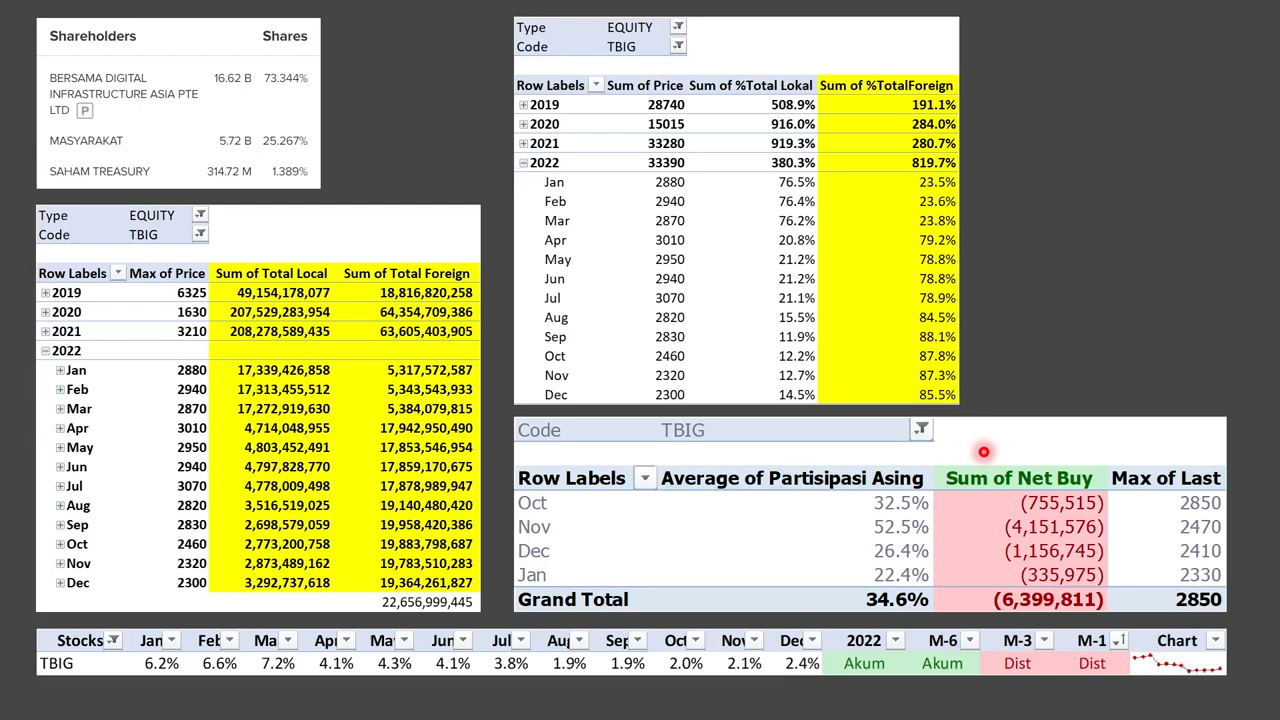 Shareholders Shares
BERSAMA DIGITAL INFRASTRUCTURE ASIA PTE LTD P 16.62 B 73.344%
MASYARAKAT 5.72 B 25.267%
SAHAM TREASURY 314.72 M 1.389%
Type EQUITY
Code TBIG
Row Labels Max of Price Sum of Total Local Sum of Total Foreign
2019 6325 49,154,178,077 18,816,820,258
2020 1630 207,529,283,954 64,354,709,386
2021 3210 208,278,589,435 63,605,403,905
2022
Jan 2880 17,339,426,858 5,317,572,587
Feb 2940 17,313,455,512 5,343,543,933
Mar 2870 17,272,919,630 5,384,079,815
Apr 3010 4,714,048,955 17,942,950,490
May 2950 4,803,452,491 17,853,546,954
Jun 2940 4,797,828,770 17,859,170,675
Jul 3070 4,778,009,498 17,878,989,947
Aug 2820 3,516,519,025 19,140,480,420
Sep 2830 2,698,579,059 19,958,420,386
Oct 2460 2,773,200,758 19,883,798,687
Nov 2320 2,873,489,162 19,783,510,283
Dec 2300 3,292,737,618 19,364,261,827
22,656,999,445
Type EQUITY
Code TBIG
Row Labels Sum of Price Sum of %Total Lokal Sum of %TotalForeign
2019 28740 508.9% 191.1%
2020 15015 916.0% 284.0%
2021 33280 919.3% 280.7%
2022 33390 380.3% 819.7%
Jan 2880 76.5% 23.5%
Feb 2940 76.4% 23.6%
Mar 2870 76.2% 23.8%
Apr 3010 20.8% 79.2%
May 2950 21.2% 78.8%
Jun 2940 21.2% 78.8%
Jul 3070 21.1% 78.9%
Aug 2820 15.5% 84.5%
Sep 2830 11.9% 88.1%
Oct 2460 12.2% 87.8%
Nov 2320 12.7% 87.3%
Dec 2300 14.5% 85.5%
Code TBIG
Row Labels Average of Partisipasi Asing Sum of Net Buy Max of Last
Oct 32.5% (755,515) 2850
Nov 52.5% (4,151,576) 2470
Dec 26.4% (1,156,745) 2410
Jan 22.4% (335,975) 2330
Grand Total 34.6% (6,399,811) 2850
Stocks Jan Feb Ma Apr May Jun Jul Aug Sep Oct Nov Dec 2022 M-6 M-3 M-1 Chart
TBIG 6.2% 6.6% 7.2% 4.1% 4.3% 4.1% 3.8% 1.9% 1.9% 2.0% 2.1% 2.4% Akum Akum Dist Dist